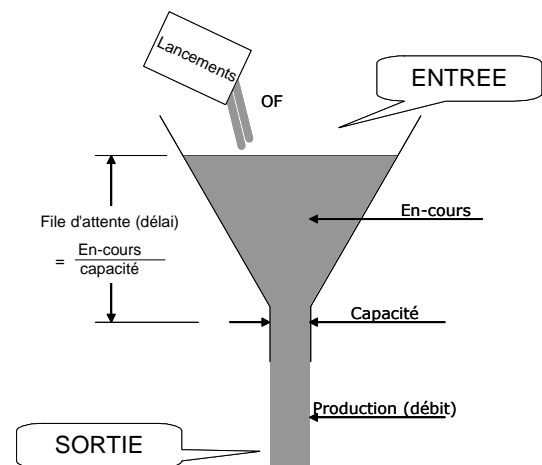 Lancements
OF
ENTREE
File d'attente (délai)
= En-cours
capacité
En-cours
Capacité
Production (débit)
SORTIE